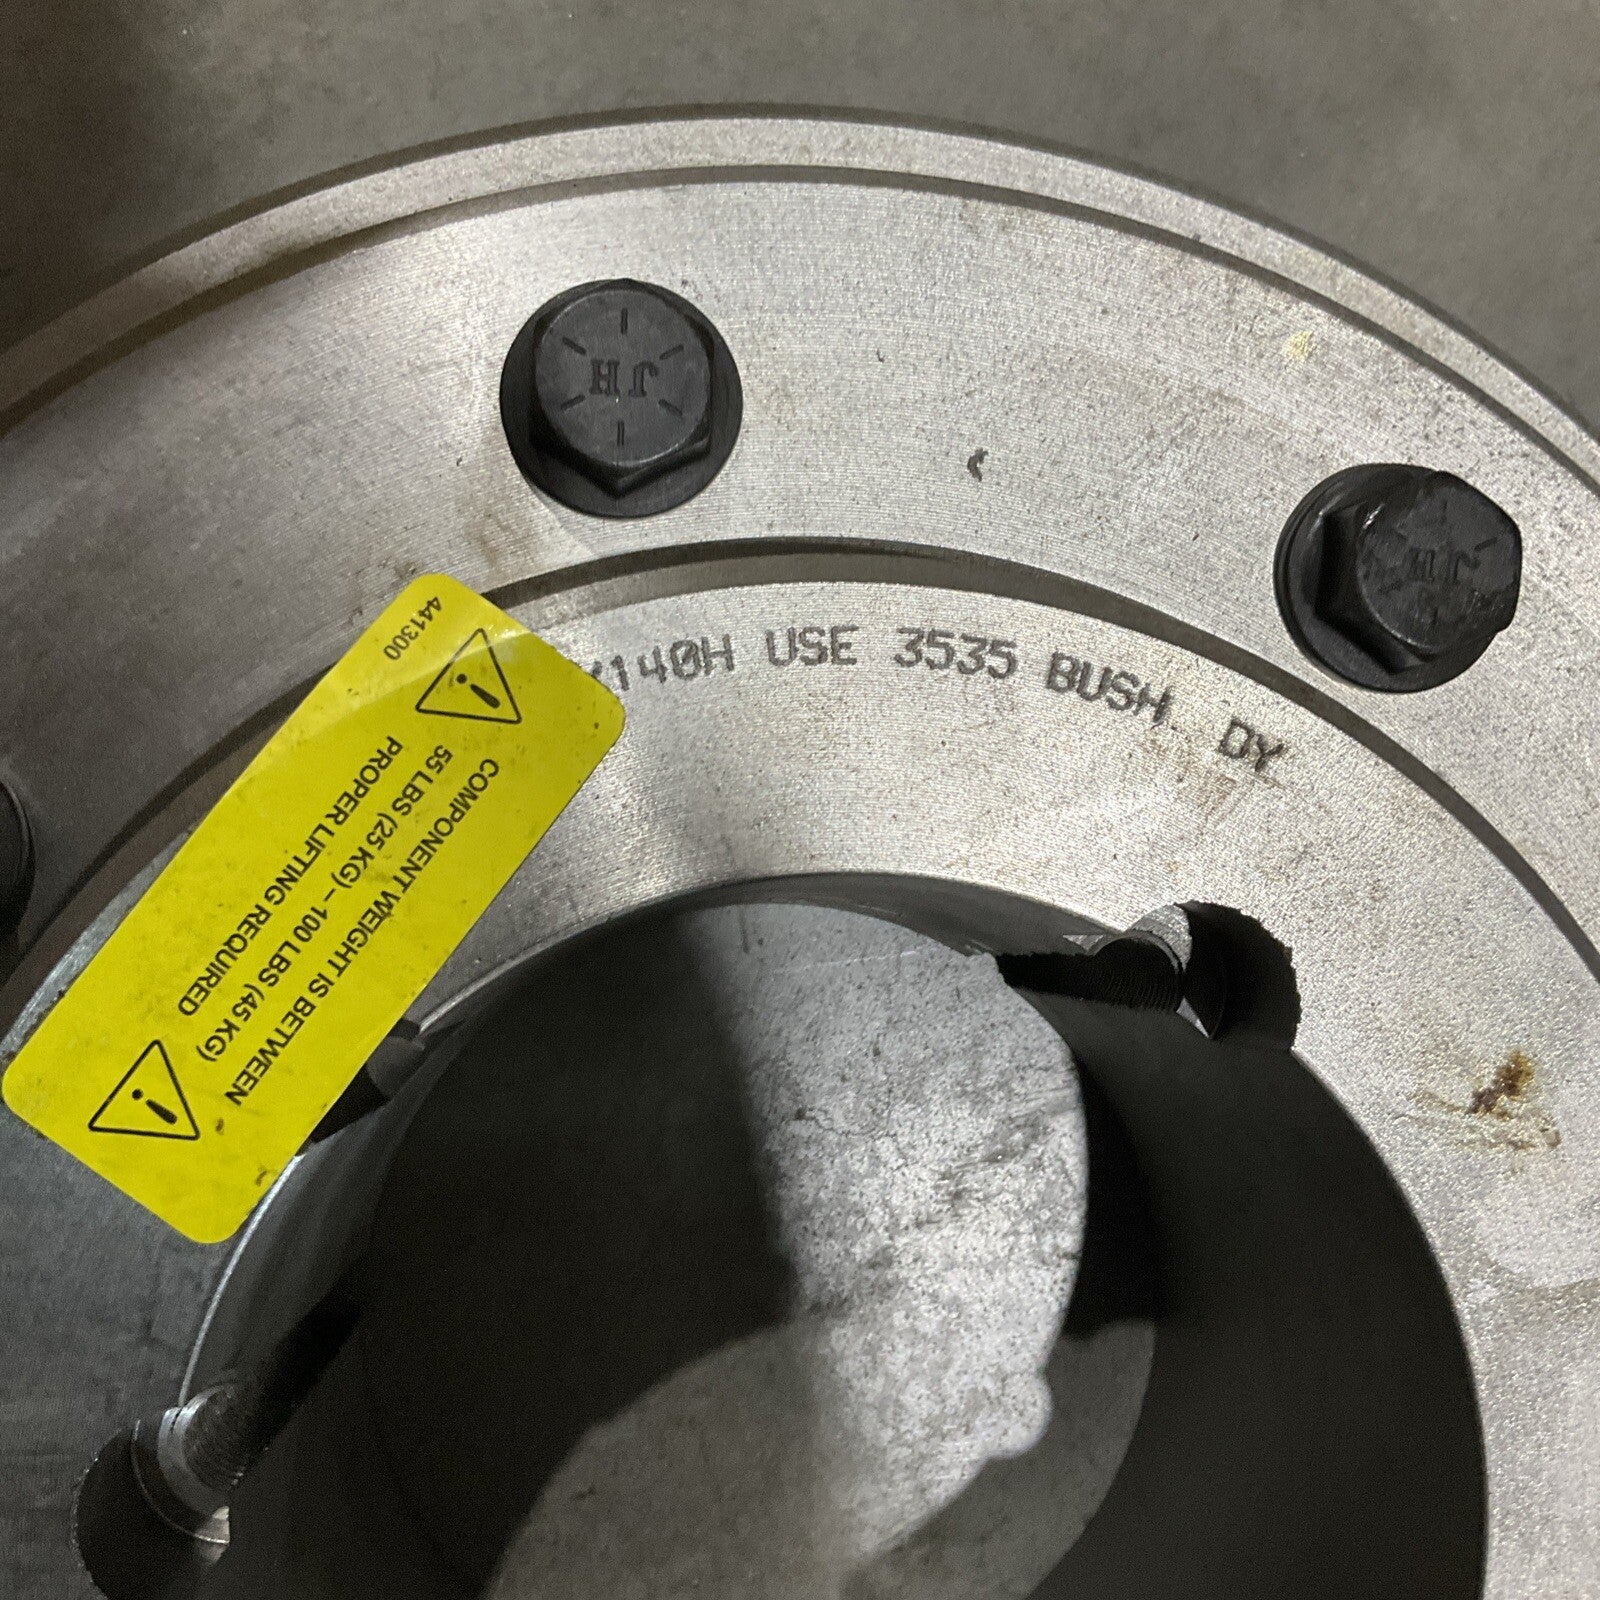 JH
JH
140H USE 3535 BUSH DY
441300
COMPONENT WEIGHT IS BETWEEN
55 LBS (25 KG) - 100 LBS (45 KG)
PROPER LIFTING REQUIRED